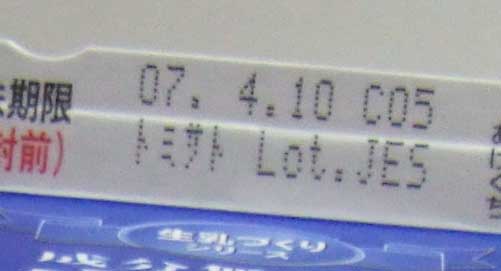 07. 4.10 C05
期限
トミサト Lot.JES
付前)
生乳づくり
シリーズ